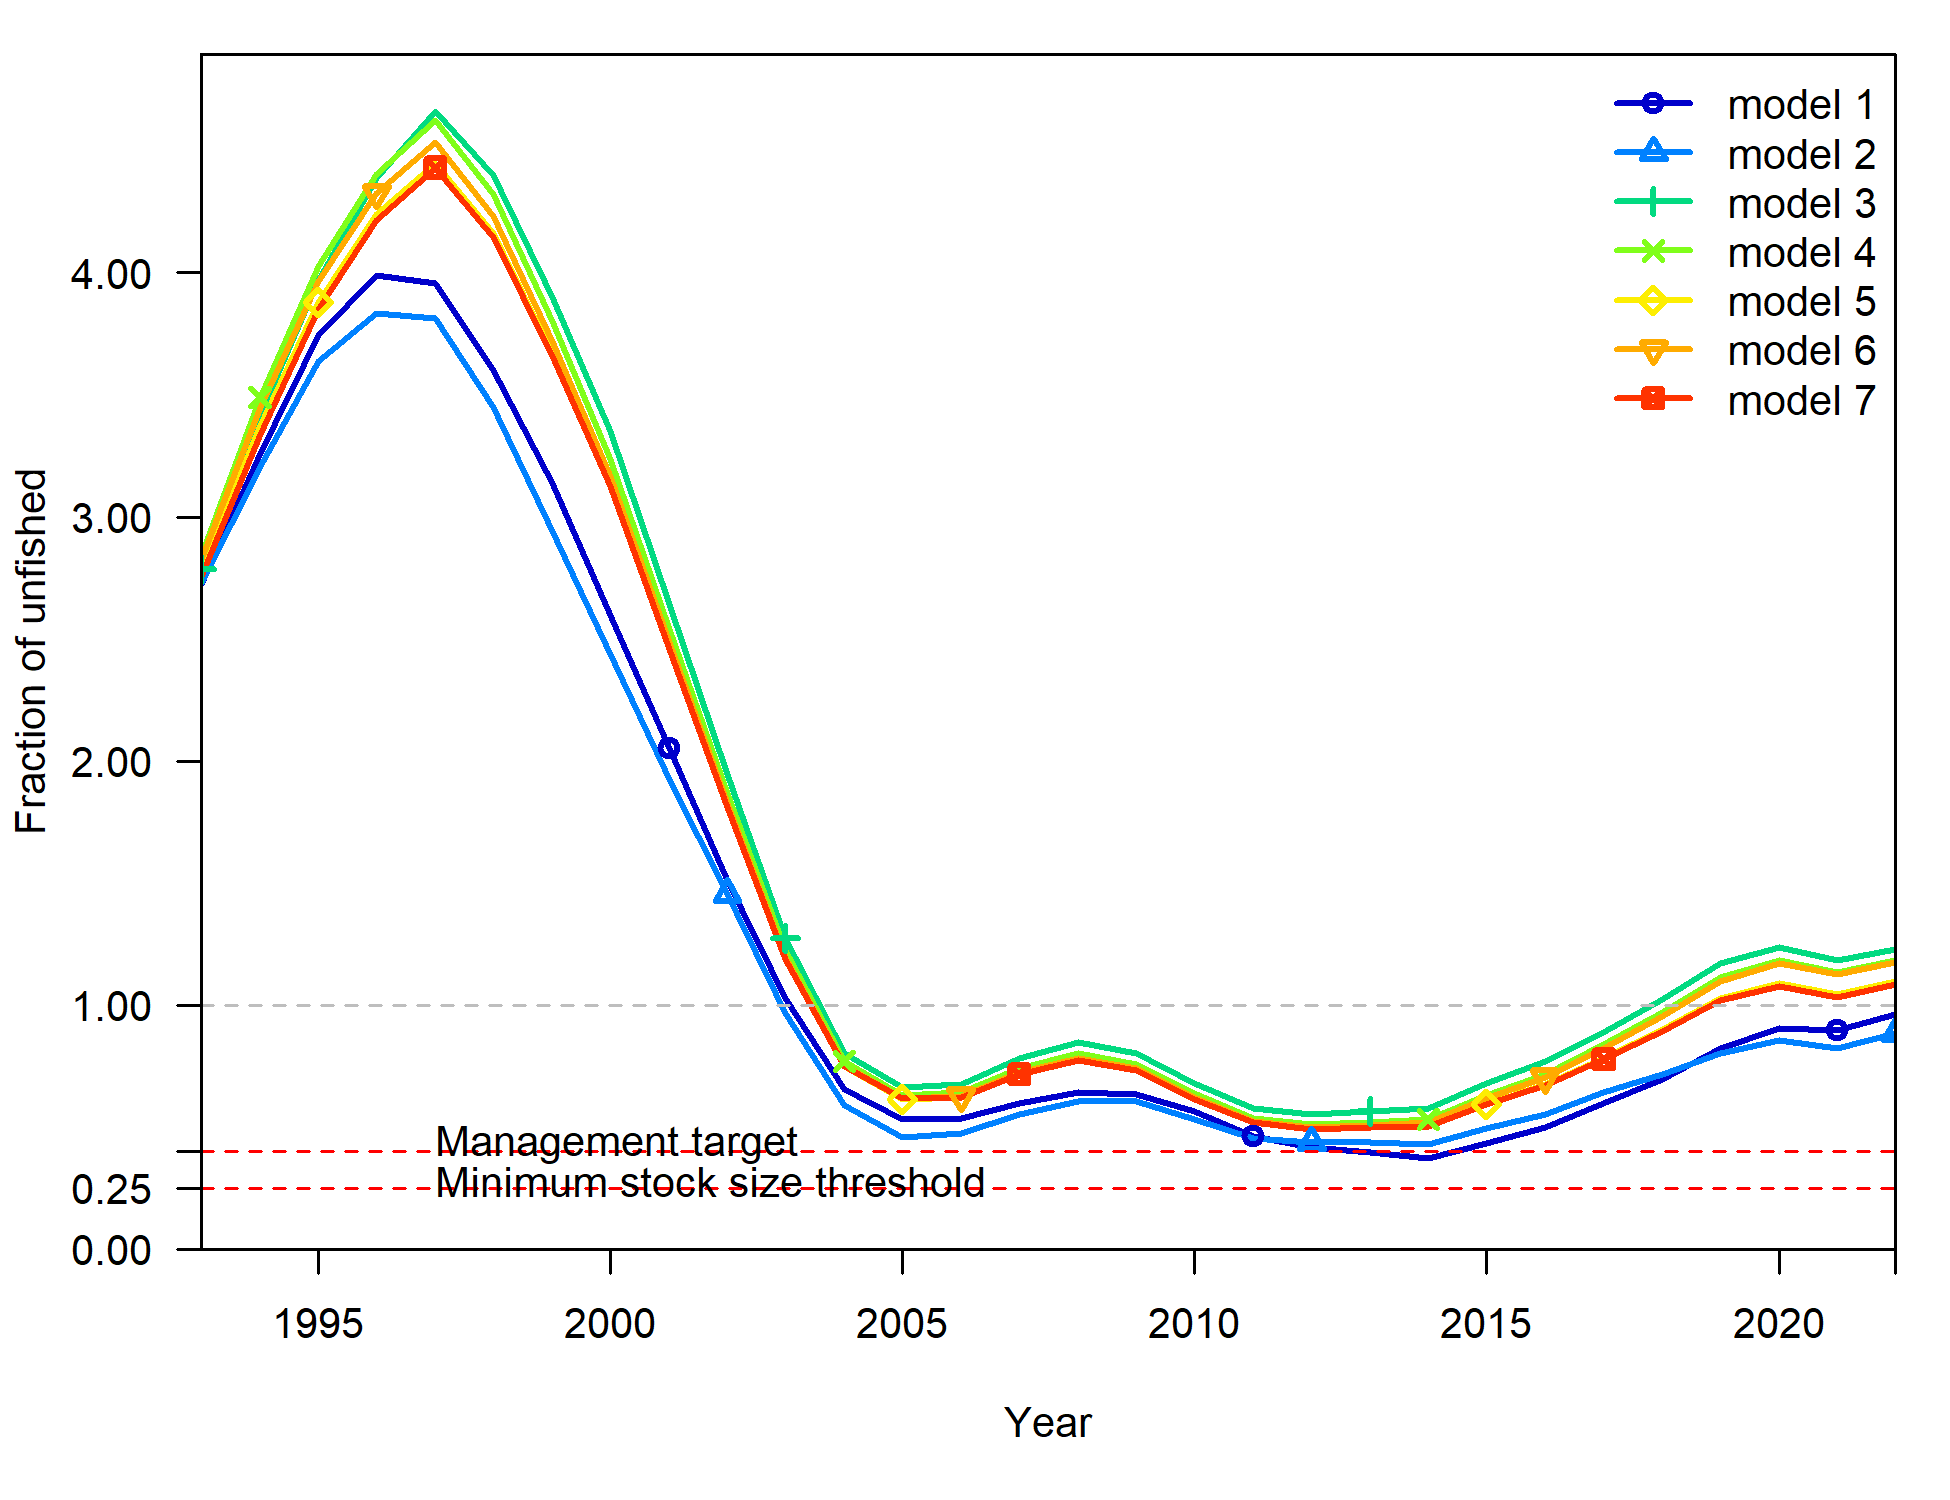 model 1
model 2
model 3
model 4
model 5
model 6
model 7
Fraction of unfished
4.00
3.00
2.00
1.00
0.25
0.00
Management target
Minimum stock size threshold
1995 2000 2005 2010 2015 2020
Year